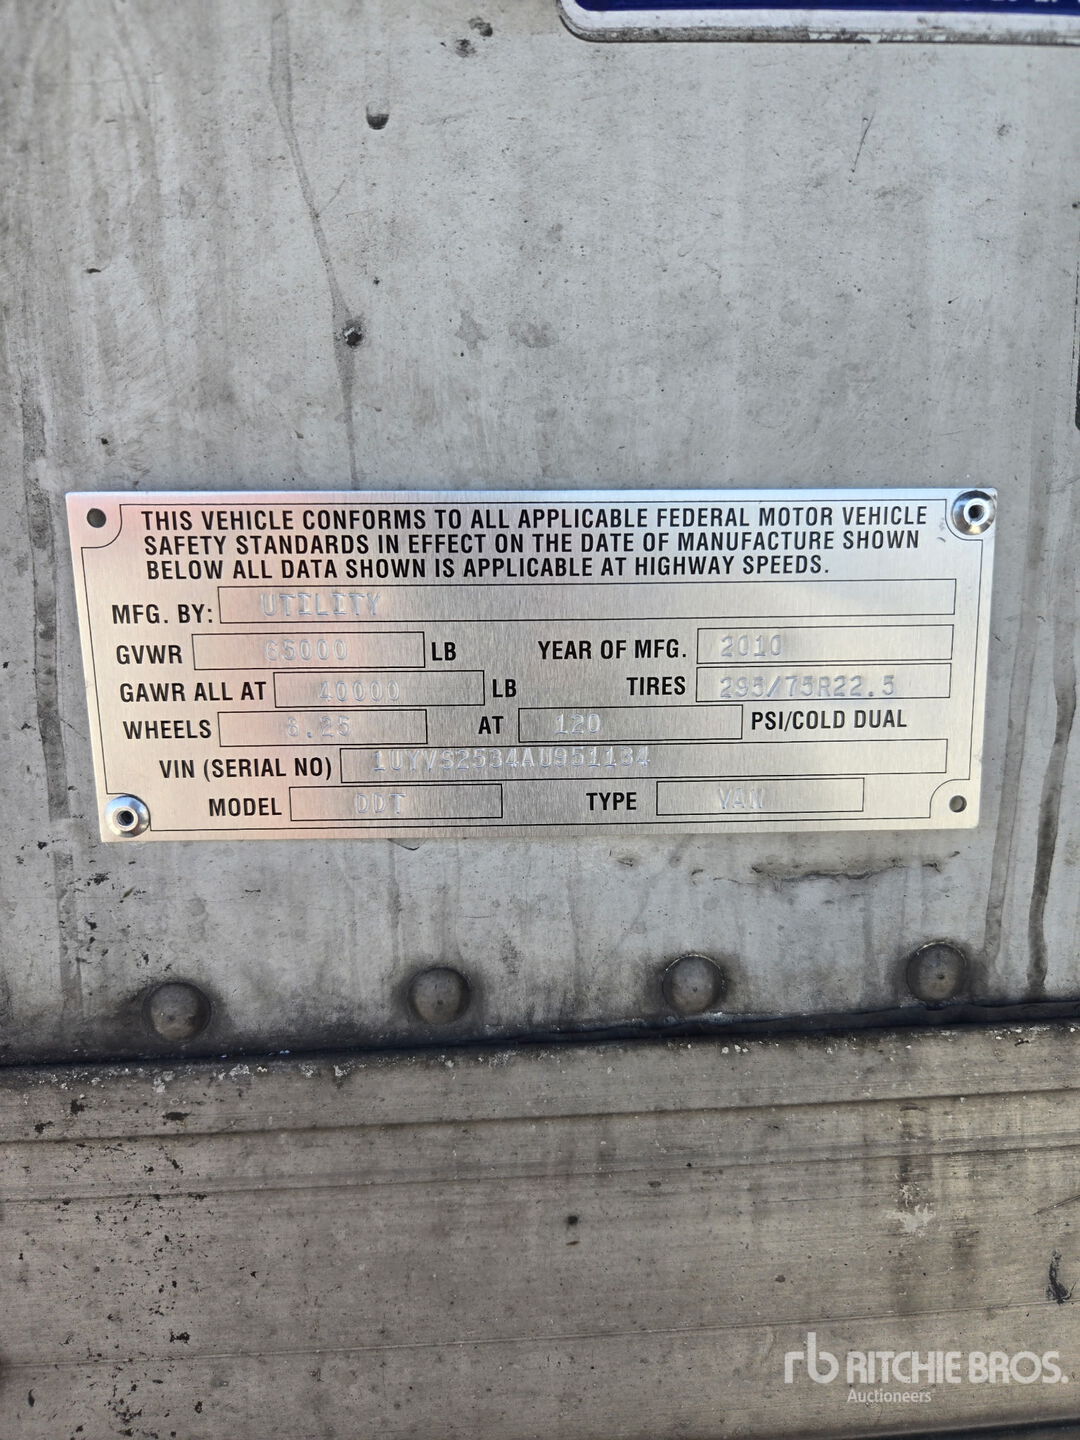 THIS VEHICLE CONFORMS TO ALL APPLICABLE FEDERAL MOTOR VEHICLE
SAFETY STANDARDS IN EFFECT ON THE DATE OF MANUFACTURE SHOWN
BELOW ALL DATA SHOWN IS APPLICABLE AT HIGHWAY SPEEDS.
MFG. BY: UTILITY
GVWR 65000 LB YEAR OF MFG. 2010
GAWR ALL AT 40000 LB TIRES 295/75R22.5
WHEELS 8.25 AT 120 PSI/COLD DUAL
VIN (SERIAL NO) 1UYVS2534AU951184
MODEL DDT TYPE VAN
rb RITCHIE BROS.
Auctioneers